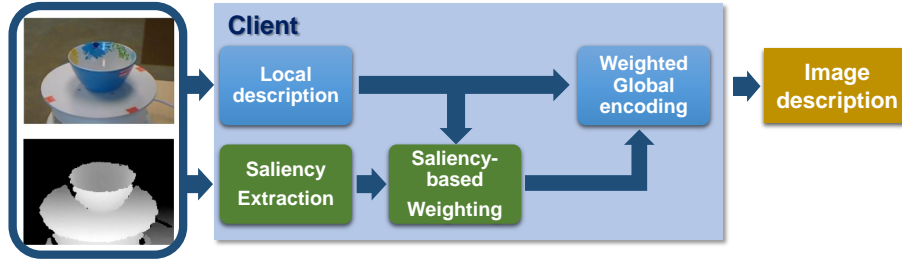 Client
Local
description
Weighted
Global
encoding
Image
description
Saliency
Extraction
Saliency-
based
Weighting